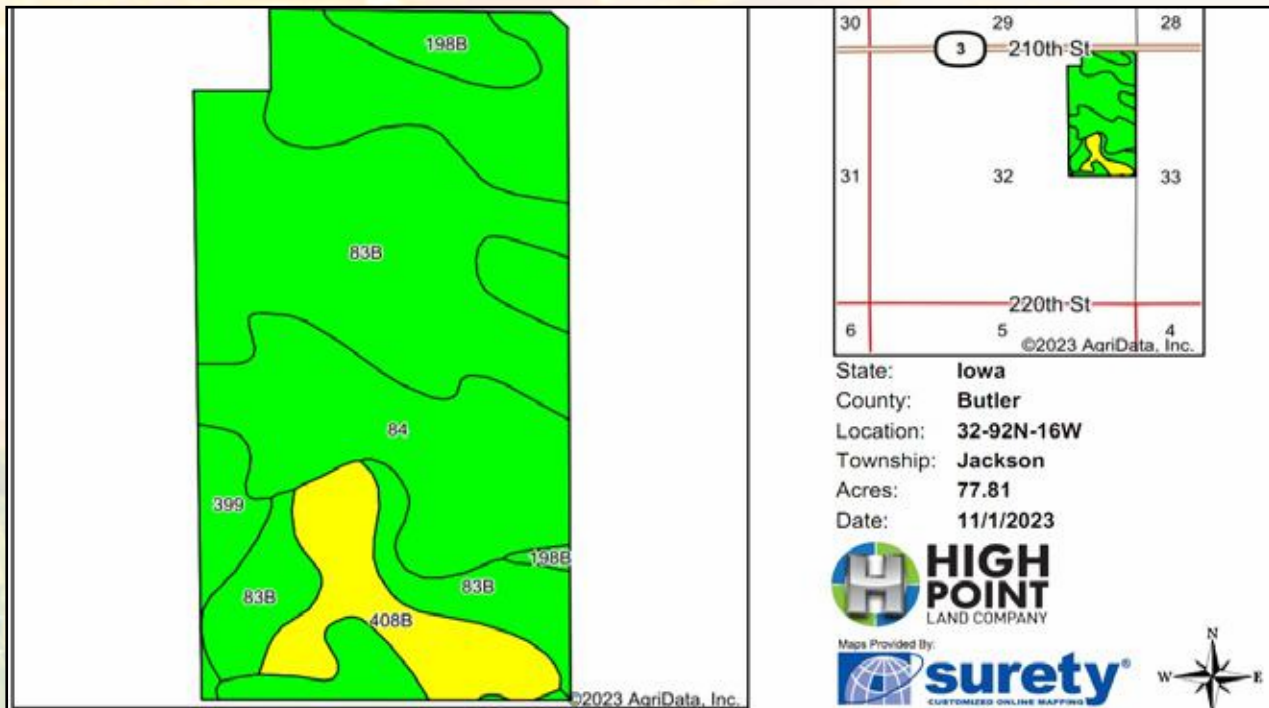 198B
83B
84
399
198B
83B
83B
408B
©2023 AgriData, Inc.
30
29
28
3
210th St
31
32
33
220th St
6
5
4
©2023 AgriData, Inc.
State: Iowa
County: Butler
Location: 32-92N-16W
Township: Jackson
Acres: 77.81
Date: 11/1/2023
H
HIGH
POINT
LAND COMPANY
Maps Provided By:
surety®
CUSTOMIZED ONLINE MAPPING
N
W
E
S